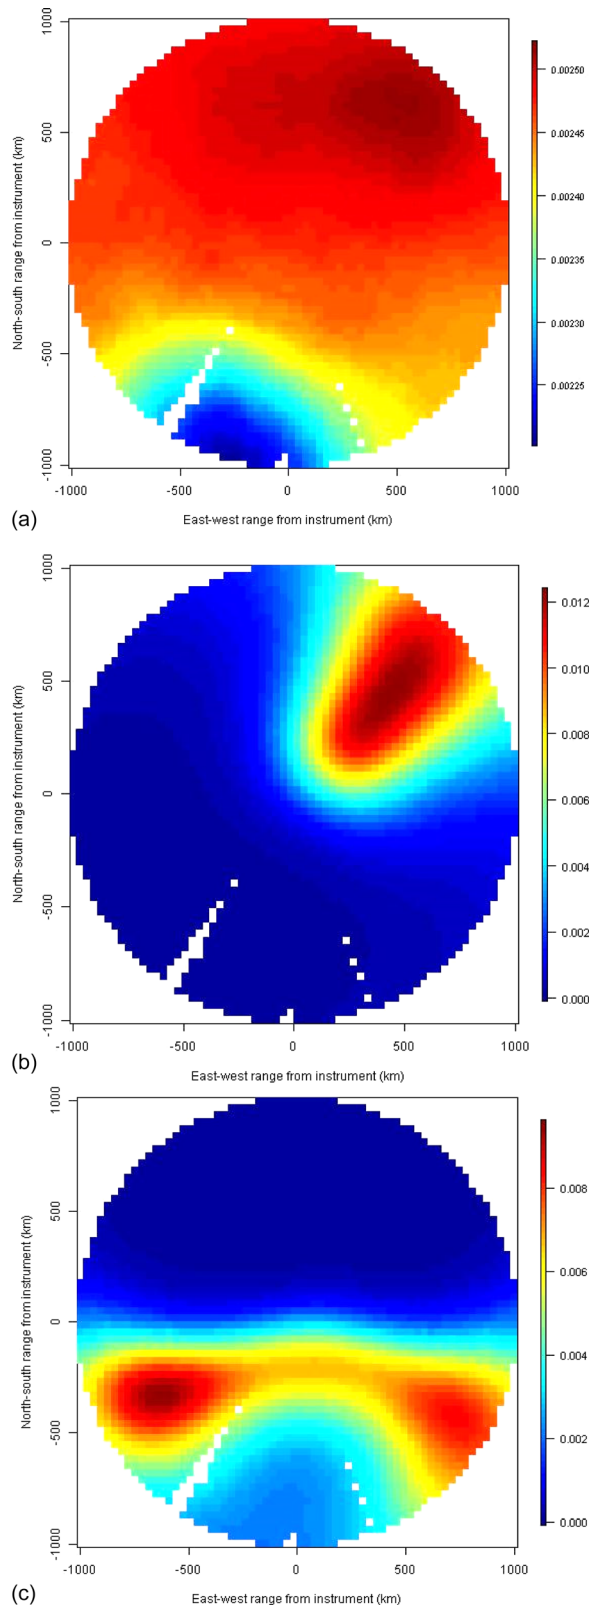 1000
500
0
-500
-1000
North-south range from instrument (km)
-1000 -500 0 500 1000
East-west range from instrument (km)
0.00250
0.00245
0.00240
0.00235
0.00230
0.00225
(a)
1000
500
0
-500
-1000
North-south range from instrument (km)
-1000 -500 0 500 1000
East-west range from instrument (km)
0.012
0.010
0.008
0.006
0.004
0.002
0.000
(b)
1000
500
0
-500
-1000
North-south range from instrument (km)
-1000 -500 0 500 1000
East-west range from instrument (km)
0.008
0.006
0.004
0.002
0.000
(c)